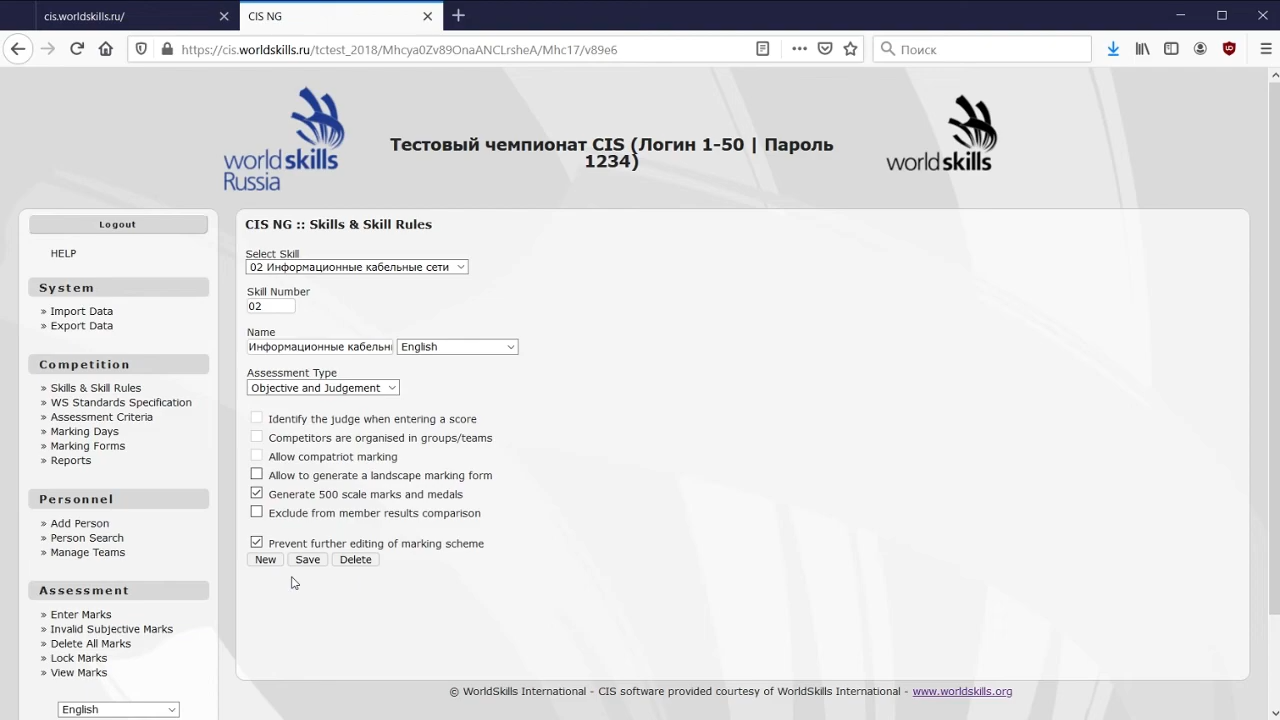 cis.worldskills.ru/
CIS NG
https://cis.worldskills.ru/tctest_2018/Mhcya0Zv89OnaANCLrsheA/Mhc17/v89e6
Поиск
world skills
Russia
Тестовый чемпионат CIS (Логин 1-50 | Пароль
1234)
world skills
Logout
HELP
System
» Import Data
» Export Data
Competition
» Skills & Skill Rules
» WS Standards Specification
» Assessment Criteria
» Marking Days
» Marking Forms
» Reports
Personnel
» Add Person
» Person Search
» Manage Teams
Assessment
» Enter Marks
» Invalid Subjective Marks
» Delete All Marks
» Lock Marks
» View Marks
English
CIS NG :: Skills & Skill Rules
Select Skill
02 Информационные кабельные сети
Skill Number
02
Name
Информационные кабельн English
Assessment Type
Objective and Judgement
Identify the judge when entering a score
Competitors are organised in groups/teams
Allow compatriot marking
Allow to generate a landscape marking form
Generate 500 scale marks and medals
Exclude from member results comparison
Prevent further editing of marking scheme
New Save Delete
© WorldSkills International - CIS software provided courtesy of WorldSkills International - www.worldskills.org